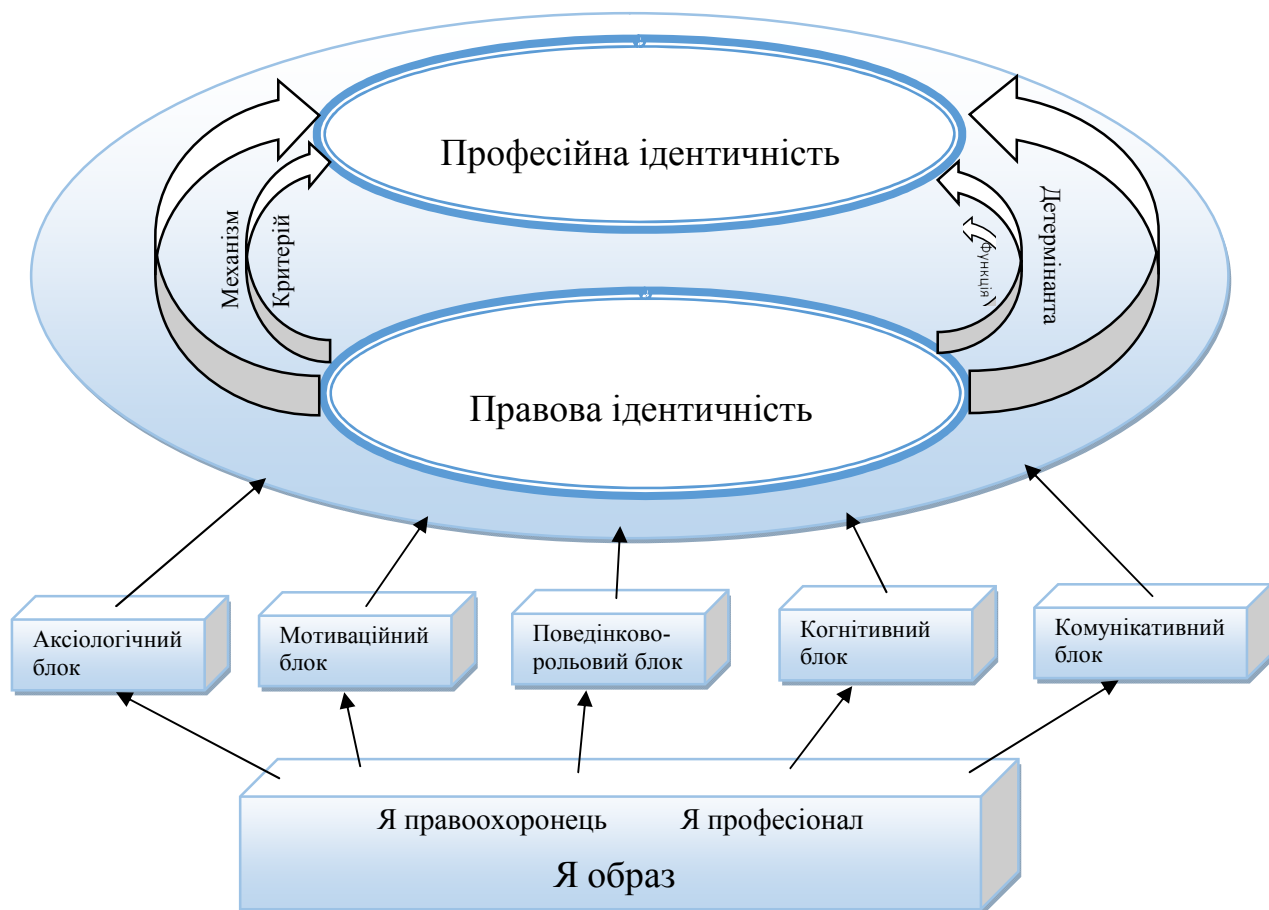 Професійна ідентичність
Механізм
Критерій
Функція
Детермінанта
Правова ідентичність
Аксіологічний
блок
Мотиваційний
блок
Поведінково-
рольовий блок
Когнітивний
блок
Комунікативний
блок
Я правоохоронець Я професіонал
Я образ